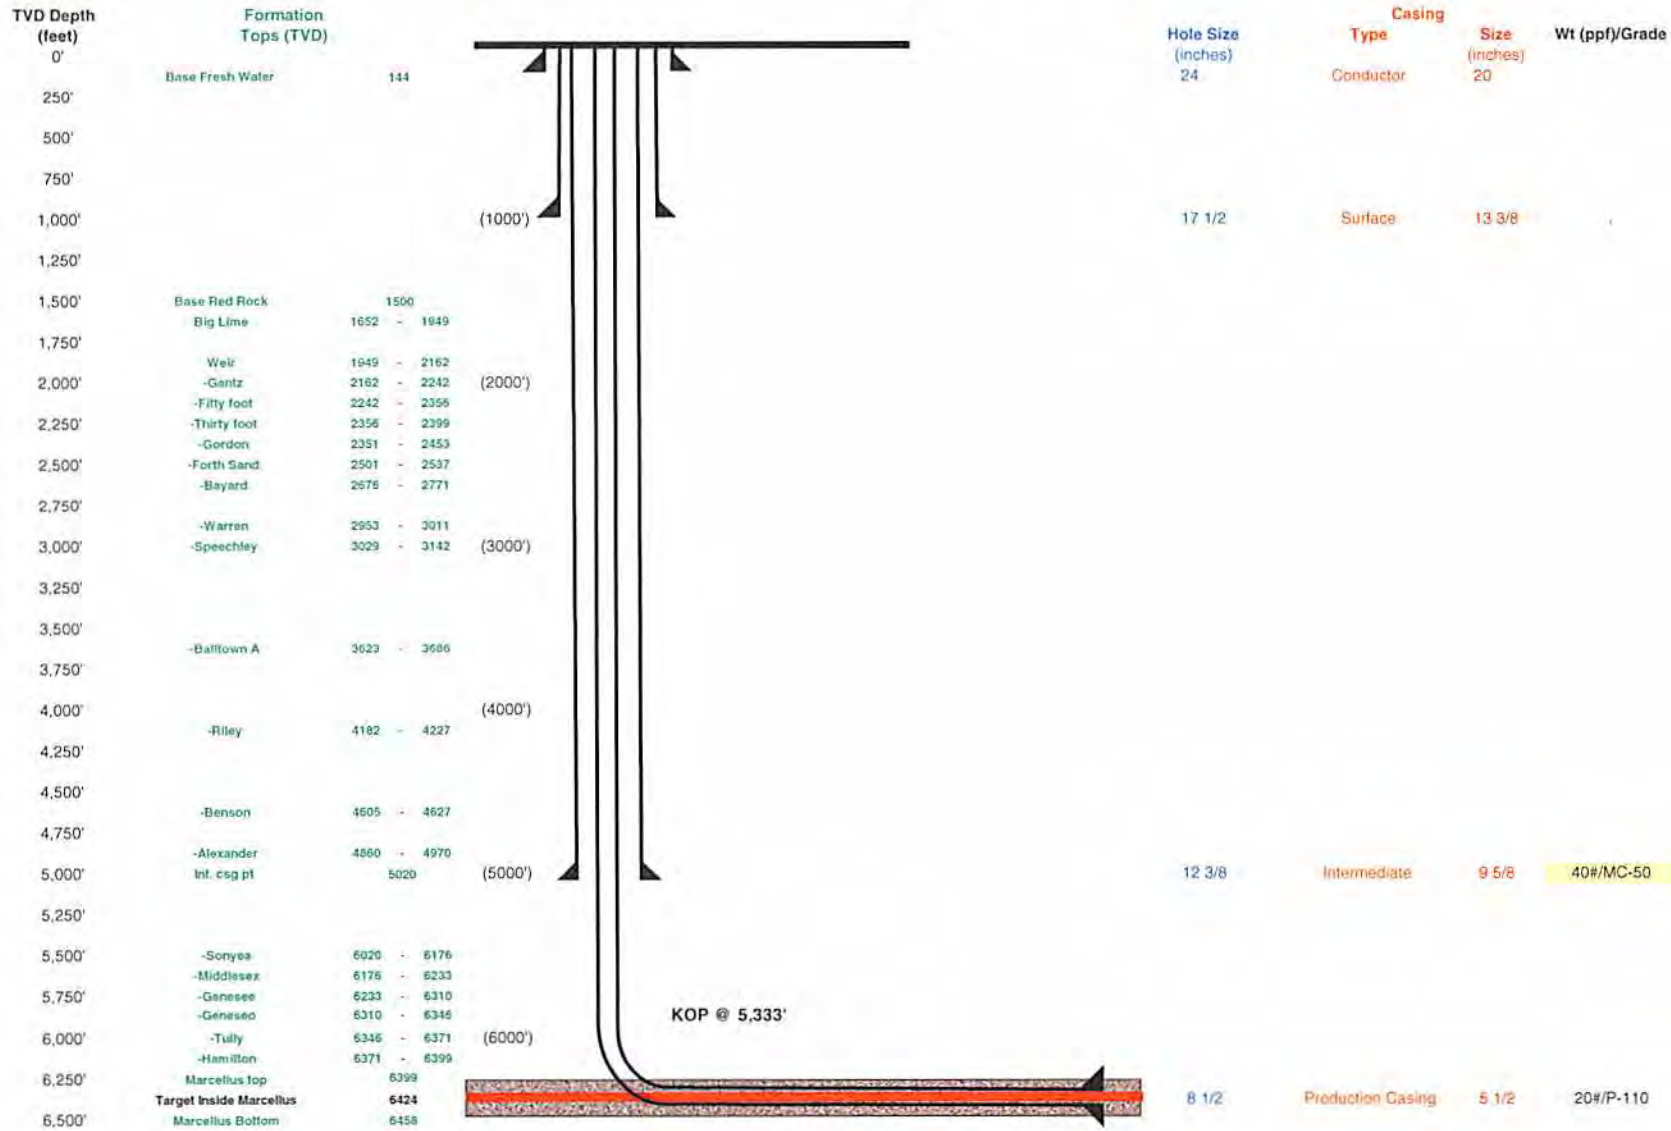 TVD Depth Formation Casing
(feet) Tops (TVD) Hole Size Type Size Wt (ppf)/Grade
0' (inches) (inches)
Base Fresh Water 144 24 Conductor 20
250'
500'
750'
1,000' (1000') 17 1/2 Surface 13 3/8
1,250'
1,500' Base Red Rock 1500
Big Lime 1652 - 1949
1,750'
Weir 1949 - 2162
2,000' -Gantz 2162 - 2242 (2000')
-Fifty foot 2242 - 2356
2,250' -Thirty foot 2356 - 2399
-Gordon 2351 - 2453
2,500' -Forth Sand 2501 - 2537
-Bayard 2676 - 2771
2,750'
-Warren 2953 - 3011
3,000' -Speechley 3029 - 3142 (3000')
3,250'
3,500'
-Balltown A 3623 - 3686
3,750'
4,000' (4000')
-Riley 4182 - 4227
4,250'
4,500'
-Benson 4605 - 4627
4,750'
-Alexander 4860 - 4970
5,000' Int. csg pt 5020 (5000') 12 3/8 Intermediate 9 5/8 40#/MC-50
5,250'
5,500' -Sonyea 6020 - 6176
-Middlesex 6176 - 6233
5,750' -Genesee 6233 - 6310
-Geneseo 6310 - 6346 KOP @ 5,333'
6,000' -Tully 6346 - 6371 (6000')
-Hamilton 6371 - 6399
6,250' Marcellus top 6399
Target Inside Marcellus 6424 8 1/2 Production Casing 5 1/2 20#/P-110
6,500' Marcellus Bottom 6458